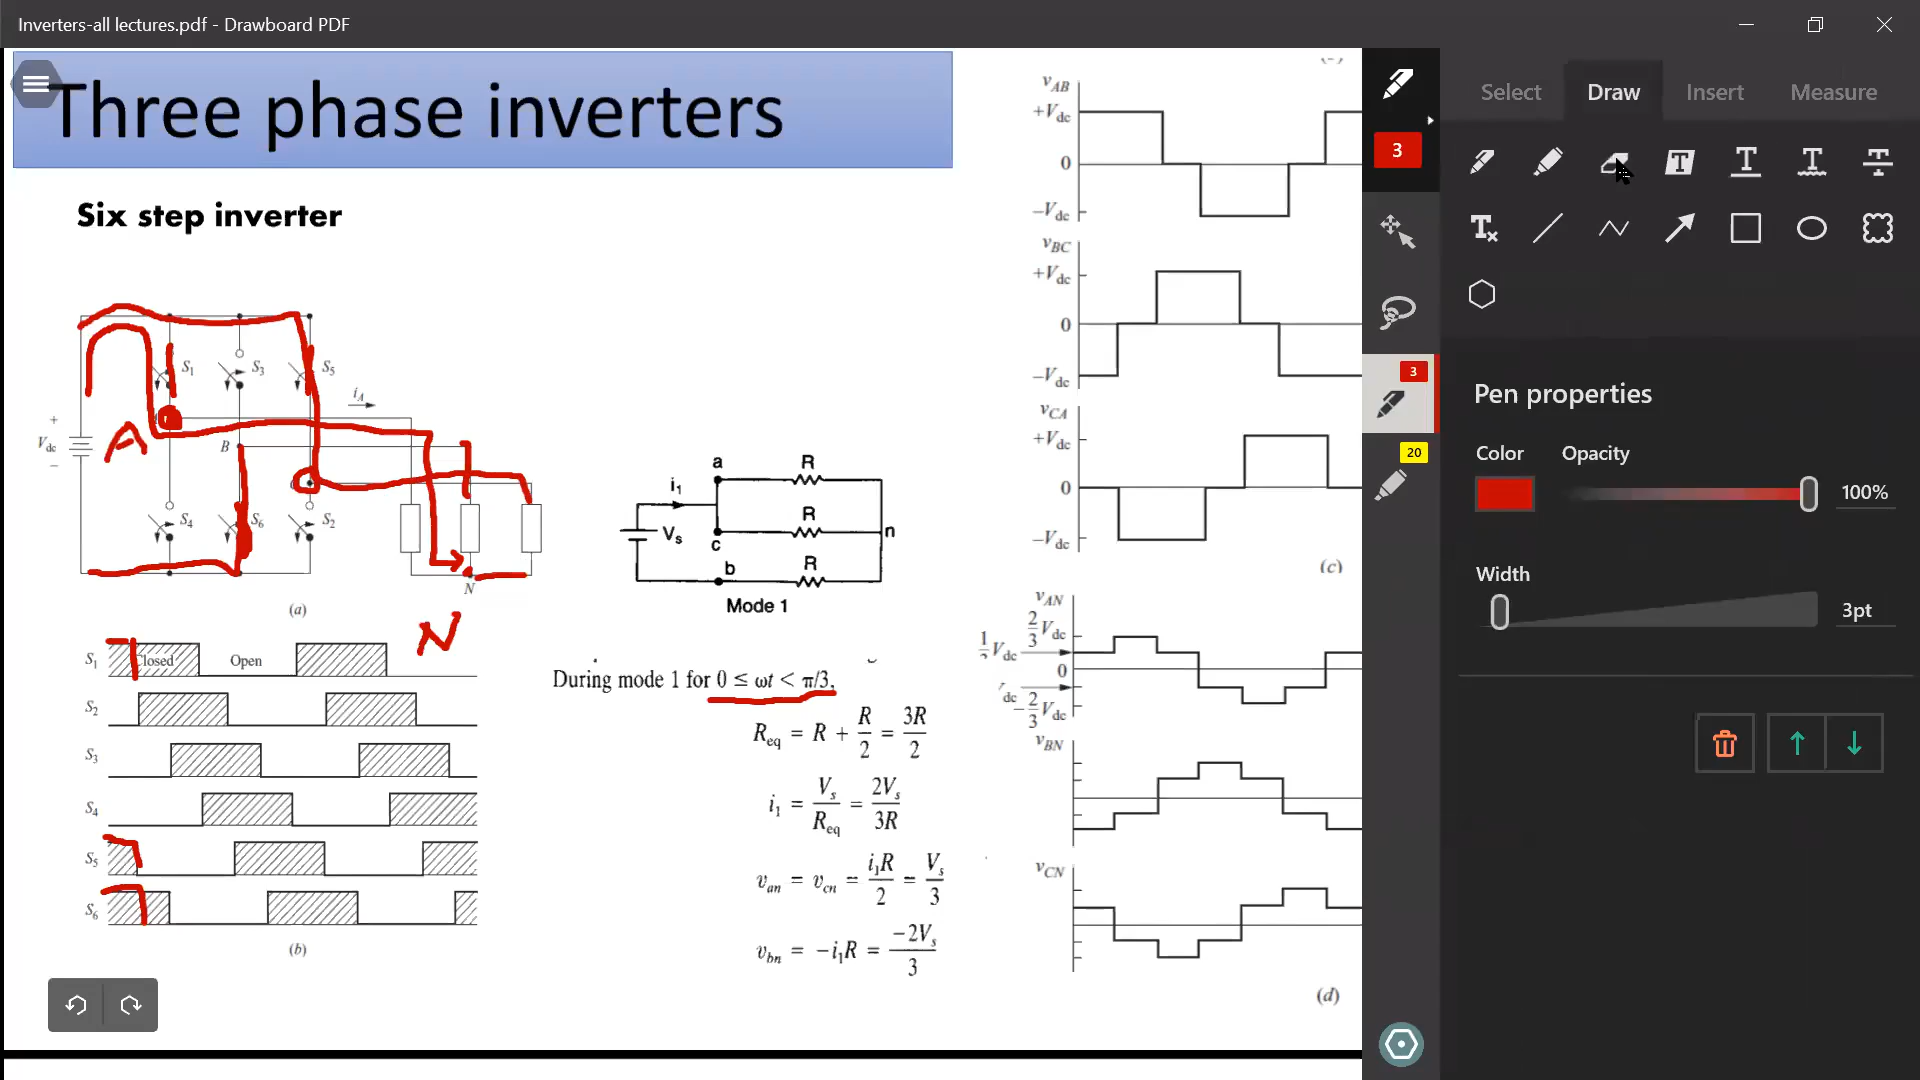 Inverters-all lectures.pdf - Drawboard PDF
Three phase inverters
Six step inverter
S1 S3 S5
iA
+
Vdc
−
A
B
S4 S6 S2
N
(a)
N
S1 Closed Open
S2
S3
S4
S5
S6
(b)
a R
i1
Vs
R
c
n
b R
Mode 1
During mode 1 for 0 ≤ ωt < π/3,
Req = R + R/2 = 3R/2
i1 = Vs/Req = 2Vs/3R
van = vcn = i1R/2 = Vs/3
vbn = −i1R = −2Vs/3
vAB
+Vdc
0
−Vdc
vBC
+Vdc
0
−Vdc
vCA
+Vdc
0
−Vdc
(c)
vAN
2/3 Vdc
Vdc
0
dc
−2/3 Vdc
vBN
vCN
(d)
3
3
20
Select Draw Insert Measure
Pen properties
Color Opacity
100%
Width
3pt